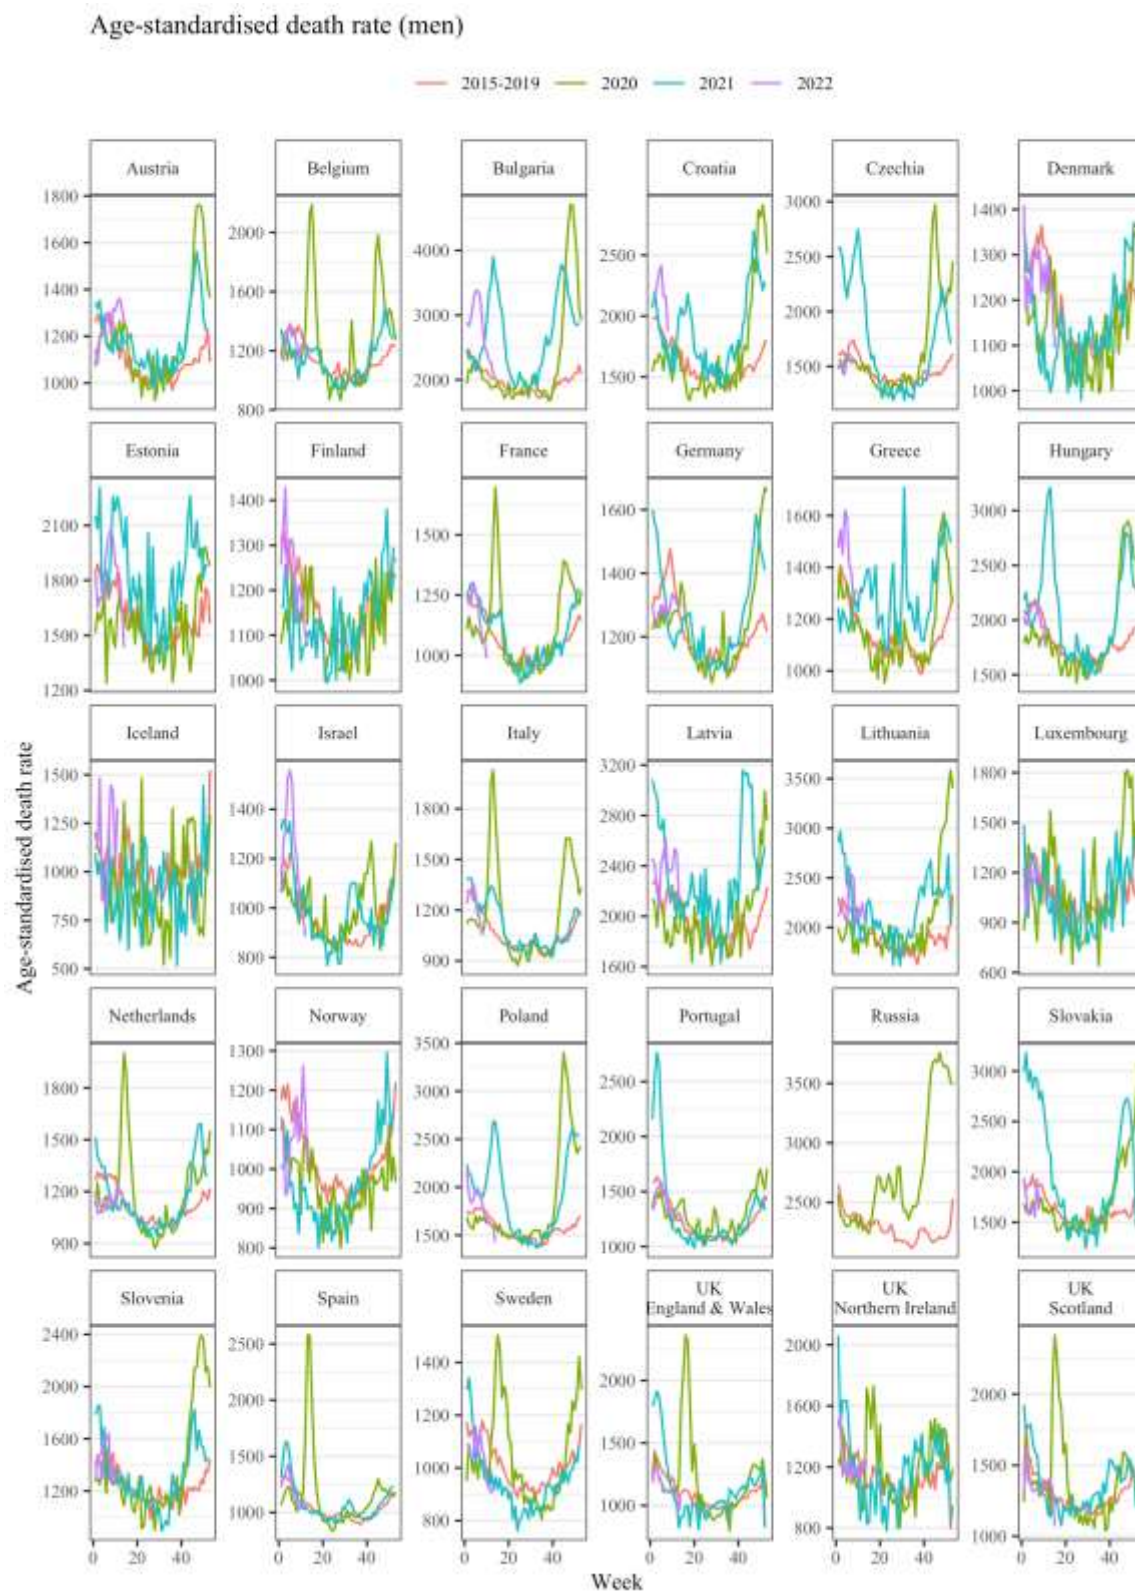 Age-standardised death rate (men)
2015-2019 2020 2021 2022
Austria Belgium Bulgaria Croatia Czechia Denmark
1800 1600 1400 1200 1000
2000 1600 1200 800
4000 3000 2000
2500 2000 1500
3000 2500 2000 1500
1400 1300 1200 1100 1000
Estonia Finland France Germany Greece Hungary
2100 1800 1500 1200
1400 1300 1200 1100 1000
1500 1250 1000
1600 1400 1200
1600 1400 1200 1000
3000 2500 2000 1500
Age-standardised death rate
Iceland Israel Italy Latvia Lithuania Luxembourg
1500 1250 1000 750 500
1400 1200 1000 800
1800 1500 1200 900
3200 2800 2400 2000 1600
3500 3000 2500 2000
1800 1500 1200 900 600
Netherlands Norway Poland Portugal Russia Slovakia
1800 1500 1200 900
1300 1200 1100 1000 900 800
3500 3000 2500 2000 1500
2500 2000 1500 1000
3500 3000 2500
3000 2500 2000 1500
Slovenia Spain Sweden UK England & Wales UK Northern Ireland UK Scotland
2400 2000 1600 1200
2500 2000 1500 1000
1400 1200 1000 800
2000 1500 1000
2000 1600 1200 800
2000 1500 1000
0 20 40 0 20 40 0 20 40 0 20 40 0 20 40 0 20 40
Week